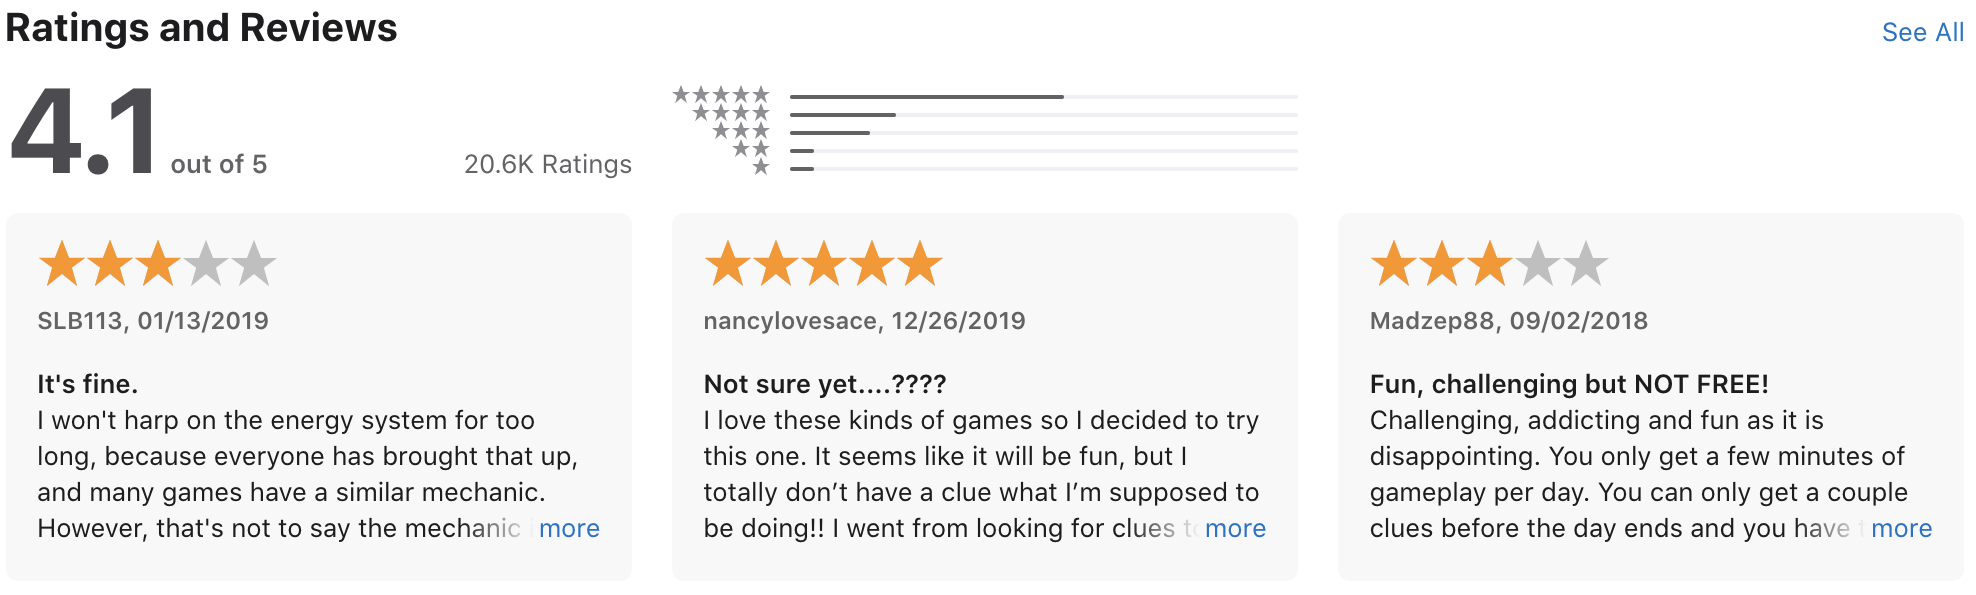 Ratings and Reviews
See All
4.1 out of 5
20.6K Ratings
SLB113, 01/13/2019
It's fine.
I won't harp on the energy system for too
long, because everyone has brought that up,
and many games have a similar mechanic.
However, that's not to say the mechanic more
nancylovesace, 12/26/2019
Not sure yet....????
I love these kinds of games so I decided to try
this one. It seems like it will be fun, but I
totally don’t have a clue what I’m supposed to
be doing!! I went from looking for clues more
Madzep88, 09/02/2018
Fun, challenging but NOT FREE!
Challenging, addicting and fun as it is
disappointing. You only get a few minutes of
gameplay per day. You can only get a couple
clues before the day ends and you have more